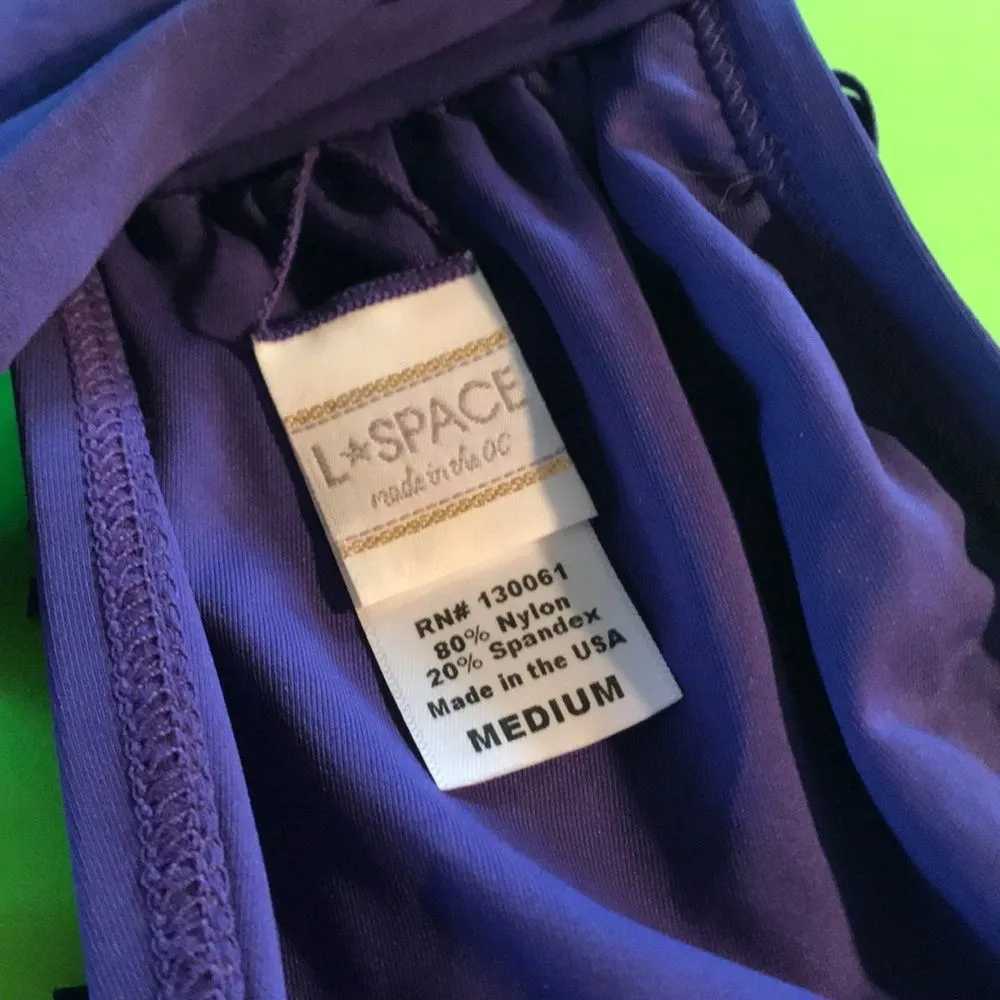 L★SPACE
made in the OC
RN# 130061
80% Nylon
20% Spandex
Made in the USA
MEDIUM